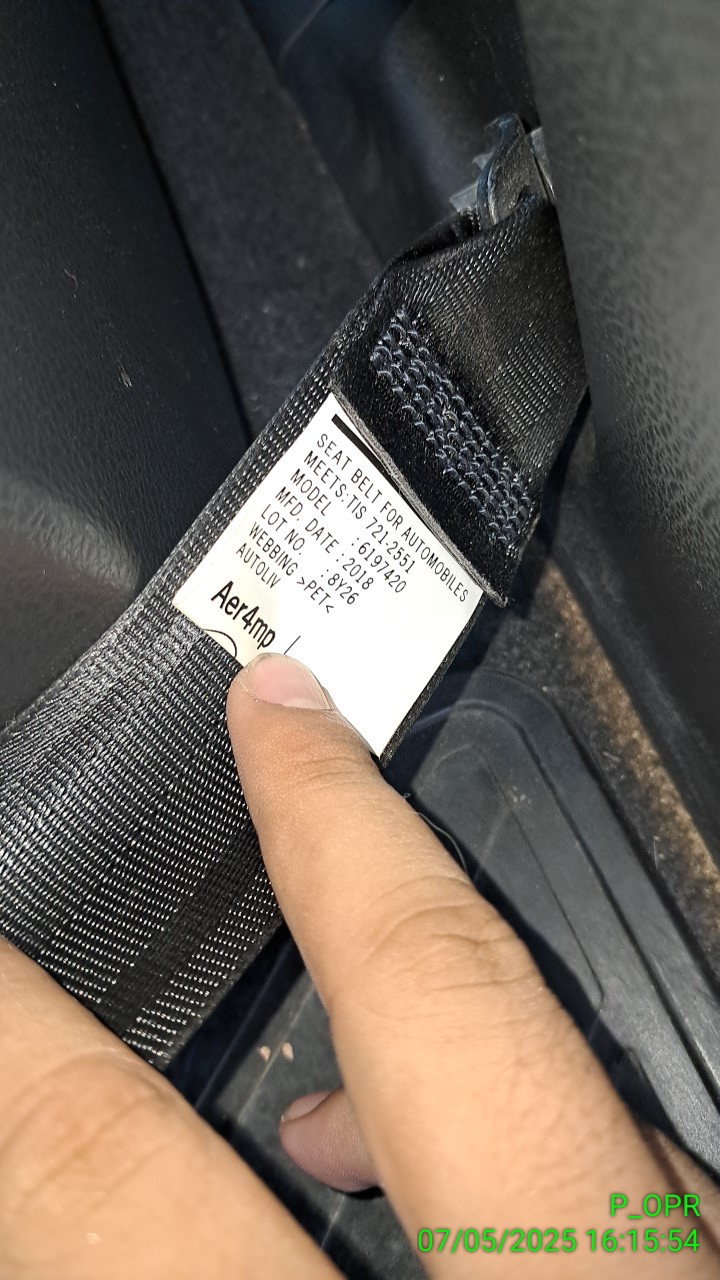 SEAT BELT FOR AUTOMOBILES
MEETS:TIS 721-2551
MODEL : 6197420
MFD. DATE : 2018
LOT NO. : 8Y26
WEBBING >PET<
AUTOLIV
Aer4mp
P_OPR
07/05/2025 16:15:54